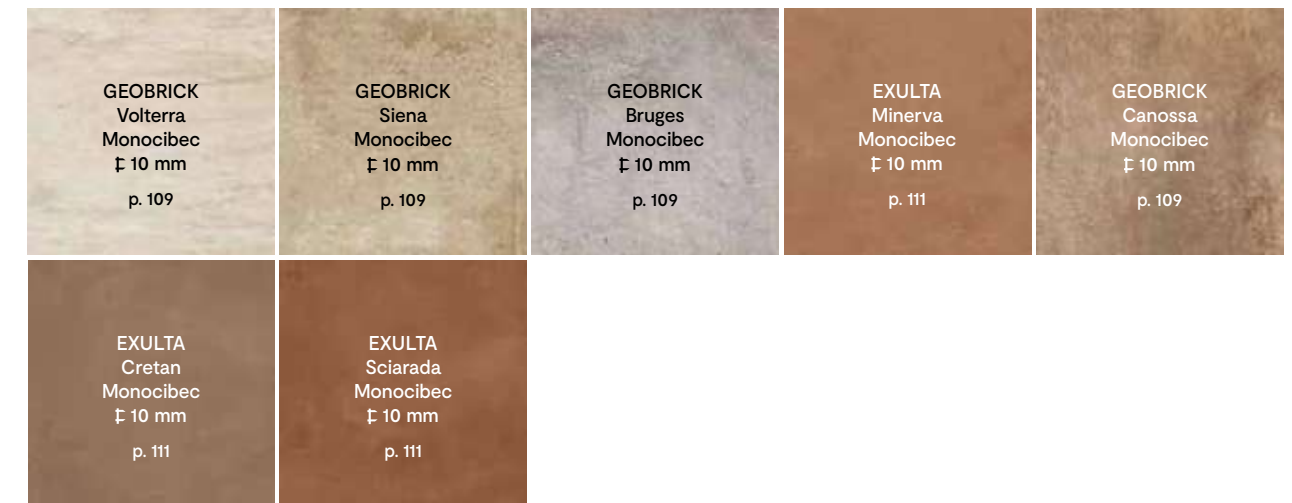 GEOBRICK
Volterra
Monocibec
10 mm
p. 109
GEOBRICK
Siena
Monocibec
10 mm
p. 109
GEOBRICK
Bruges
Monocibec
10 mm
p. 109
EXULTA
Minerva
Monocibec
10 mm
p. 111
GEOBRICK
Canossa
Monocibec
10 mm
p. 109
EXULTA
Cretan
Monocibec
10 mm
p. 111
EXULTA
Sciarada
Monocibec
10 mm
p. 111